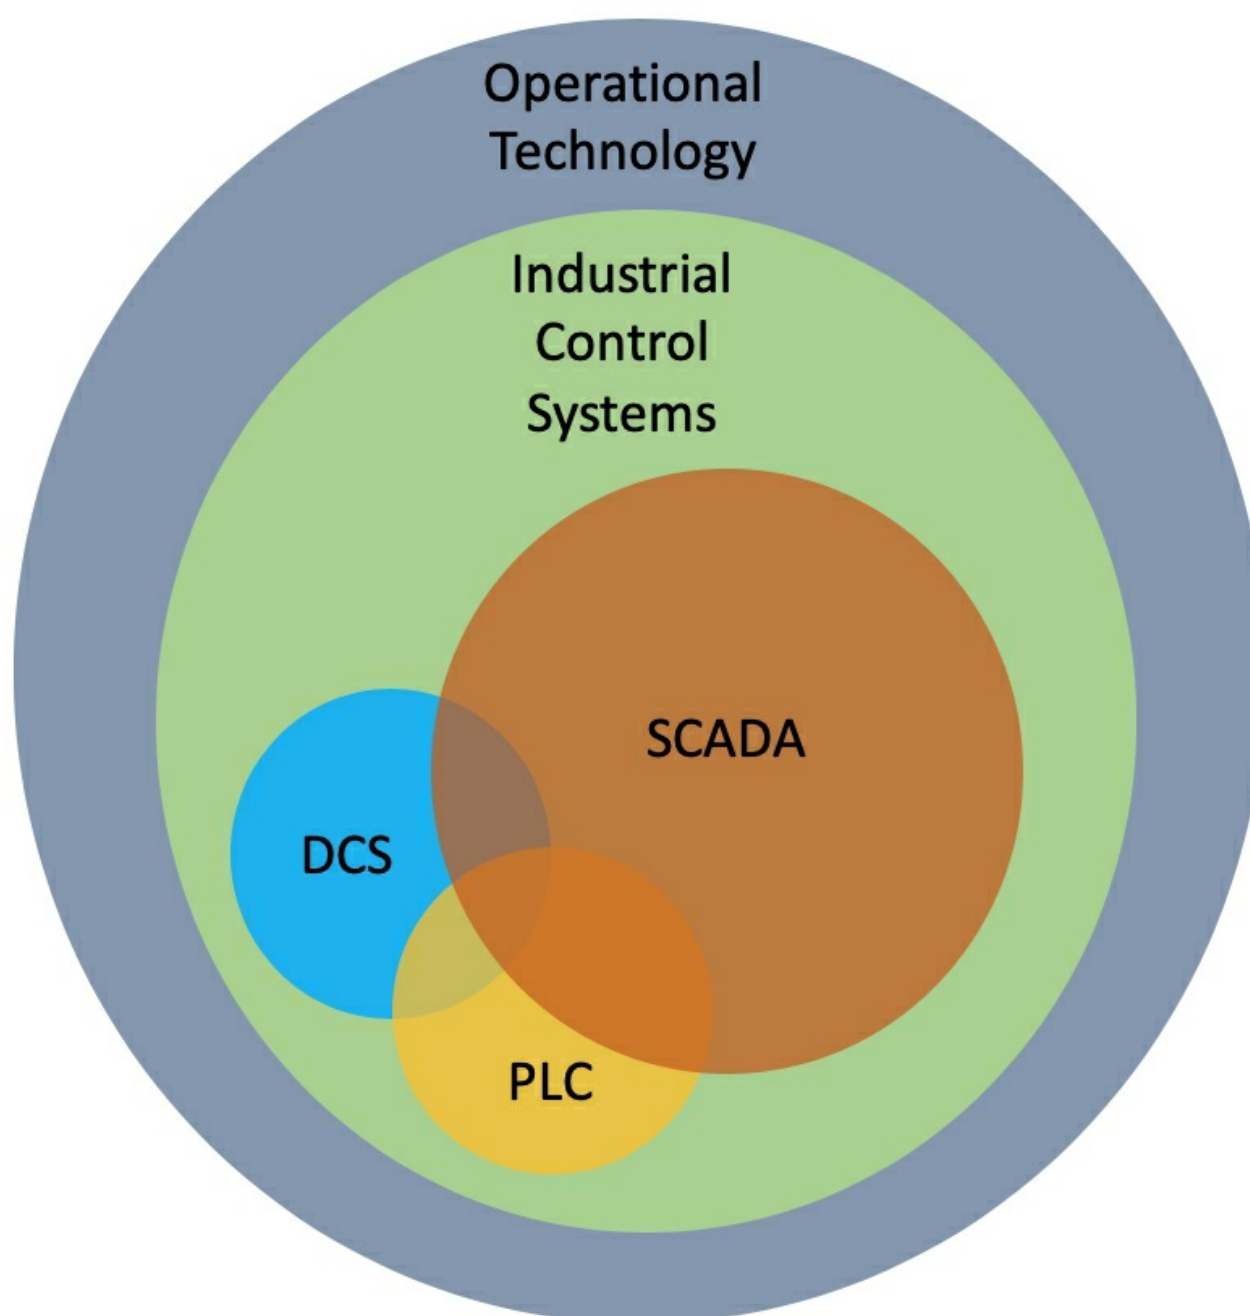 Operational
Technology
Industrial
Control
Systems
SCADA
DCS
PLC